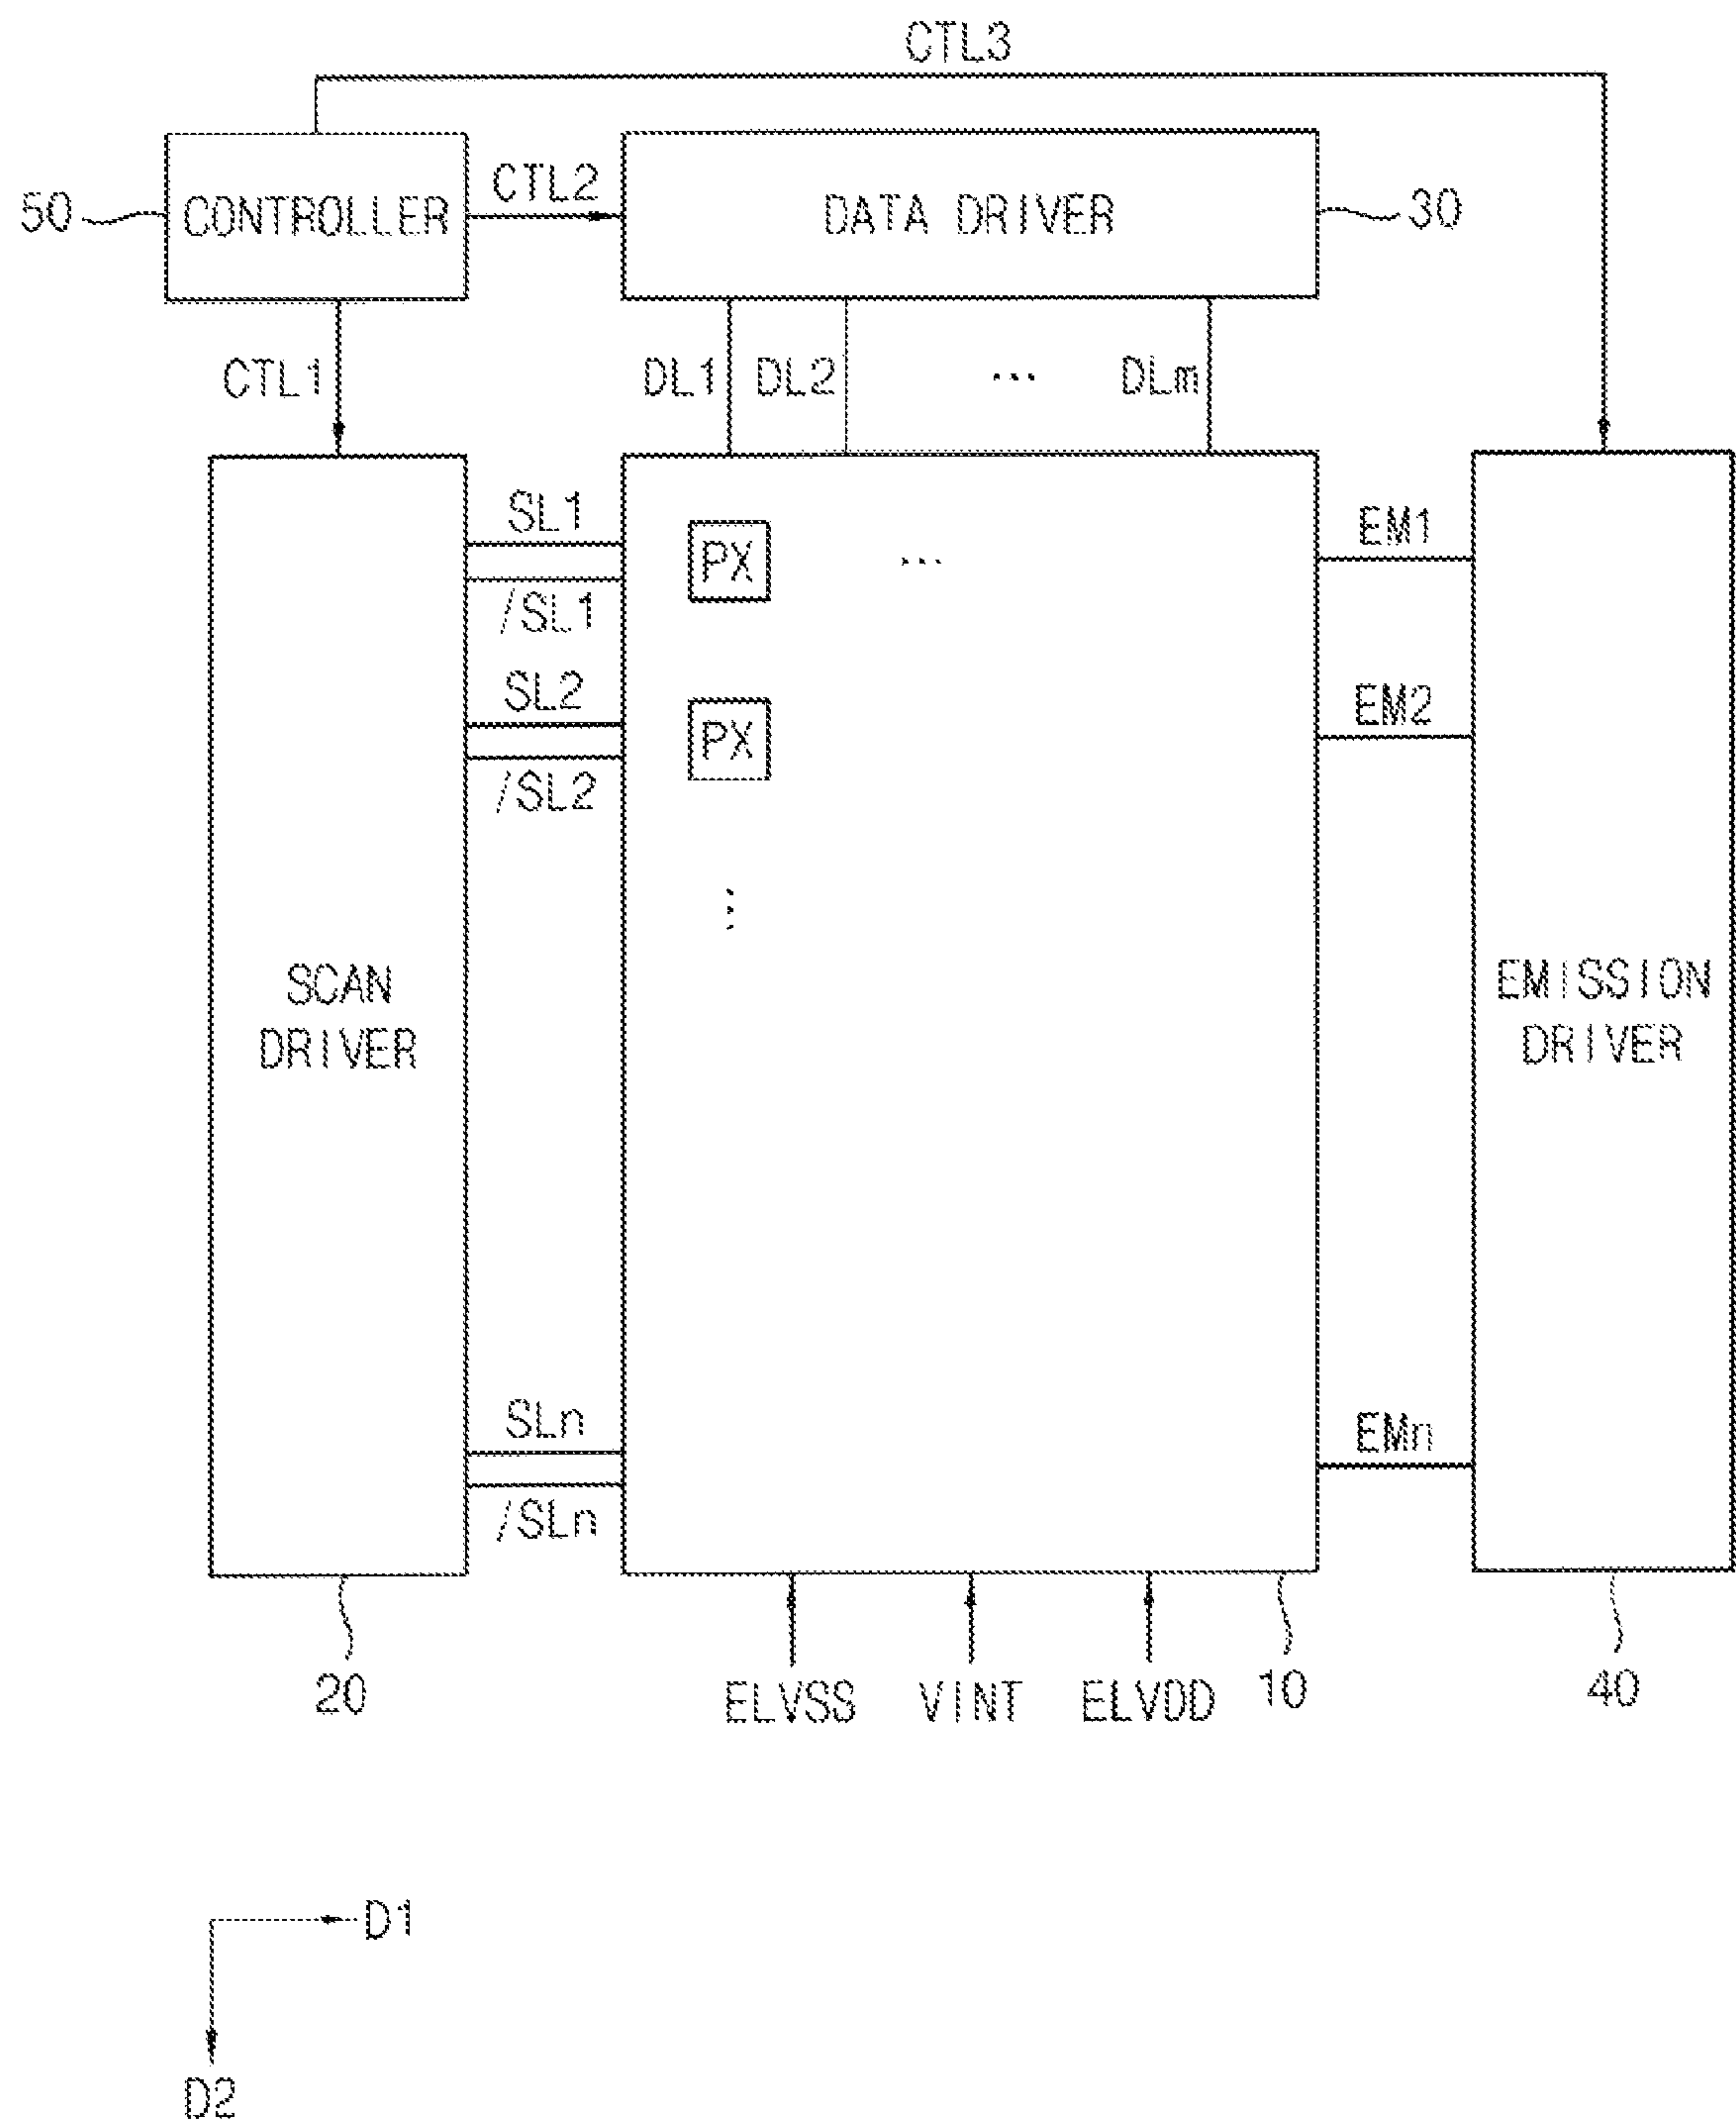 CTL3
50 CONTROLLER CTL2 DATA DRIVER 30
CTL1 DL1 DL2 ... DLm
SL1 EM1
PX ...
/SL1
SL2 EM2
PX
/SL2
⋮
SCAN
DRIVER
EMISSION
DRIVER
SLn EMn
/SLn
20 ELVSS VINT ELVDD 10 40
D1
D2